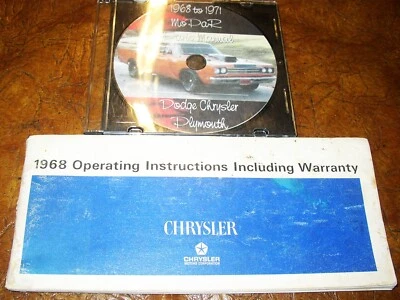 1968 to 1971
MoPaR
Dodge Chrysler
Plymouth
1968 Operating Instructions Including Warranty
CHRYSLER
CHRYSLER
MOTORS CORPORATION